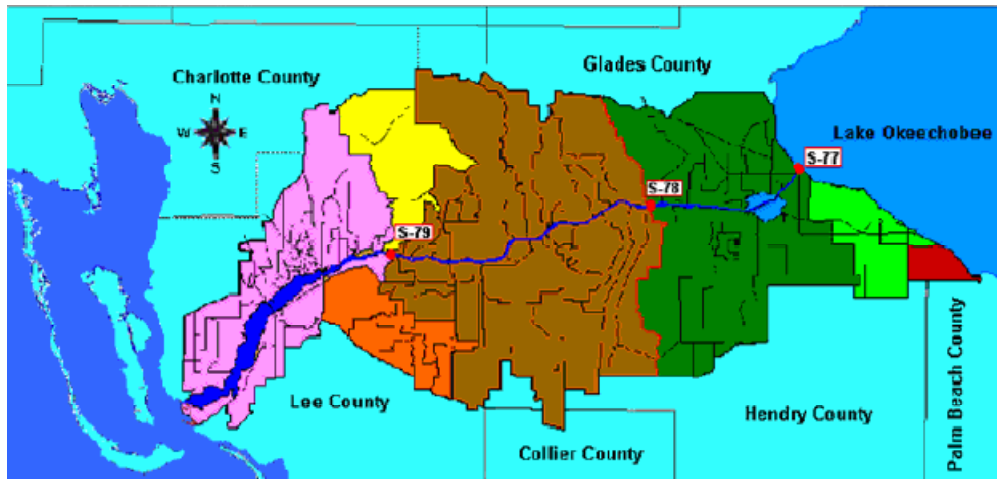 Glades County
Charlotte County
N
W E
S
Lake Okeechobee
S-77
S-78
S-79
Lee County
Hendry County
Collier County
Palm Beach County